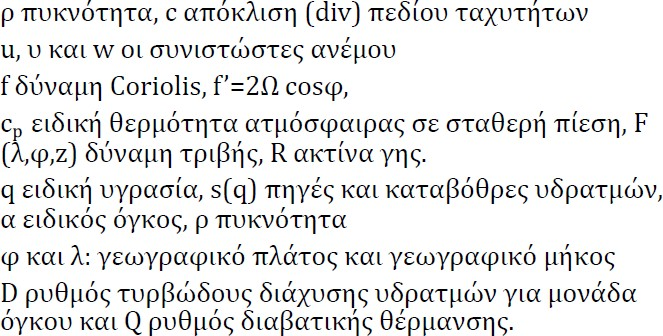 ρ πυκνότητα, c απόκλιση (div) πεδίου ταχυτήτων
u, υ και w οι συνιστώστες ανέμου
f δύναμη Coriolis, f’=2Ω cosφ,
cp ειδική θερμότητα ατμόσφαιρας σε σταθερή πίεση, F
(λ,φ,z) δύναμη τριβής, R ακτίνα γης.
q ειδική υγρασία, s(q) πηγές και καταβόθρες υδρατμών,
α ειδικός όγκος, ρ πυκνότητα
φ και λ: γεωγραφικό πλάτος και γεωγραφικό μήκος
D ρυθμός τυρβώδους διάχυσης υδρατμών για μονάδα
όγκου και Q ρυθμός διαβατικής θέρμανσης.